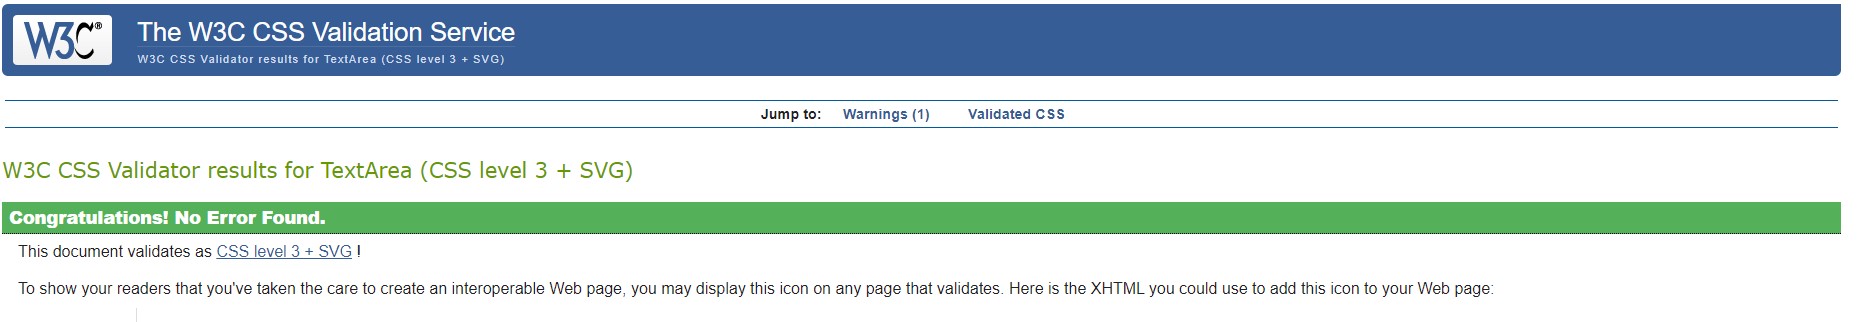 W3C®
The W3C CSS Validation Service
W3C CSS Validator results for TextArea (CSS level 3 + SVG)
Jump to: Warnings (1) Validated CSS
W3C CSS Validator results for TextArea (CSS level 3 + SVG)
Congratulations! No Error Found.
This document validates as CSS level 3 + SVG !
To show your readers that you've taken the care to create an interoperable Web page, you may display this icon on any page that validates. Here is the XHTML you could use to add this icon to your Web page: